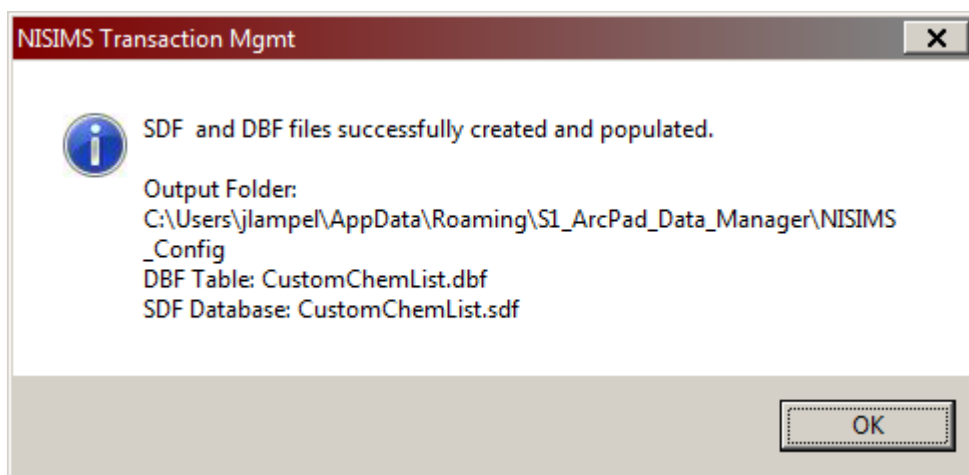 NISIMS Transaction Mgmt
SDF  and DBF files successfully created and populated.
Output Folder:
C:\Users\jlampel\AppData\Roaming\S1_ArcPad_Data_Manager\NISIMS
_Config
DBF Table: CustomChemList.dbf
SDF Database: CustomChemList.sdf
OK